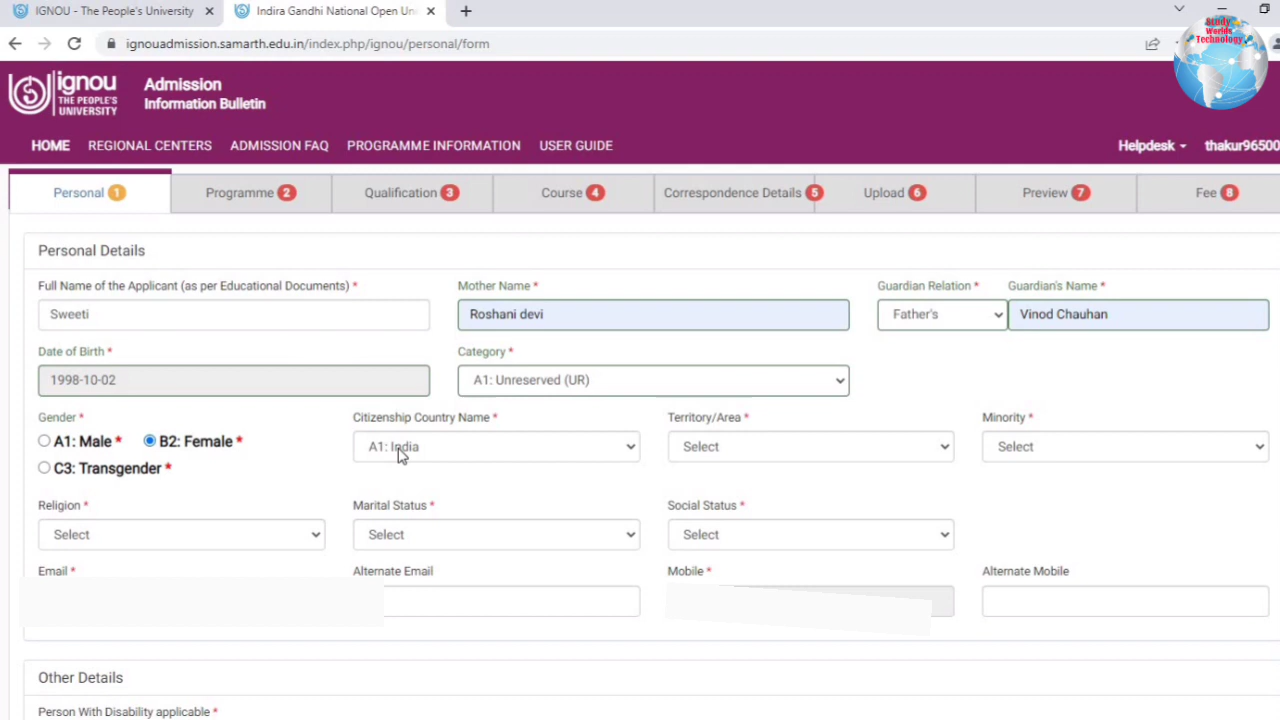 IGNOU - The People's University
Indira Gandhi National Open Uni
ignouadmission.samarth.edu.in/index.php/ignou/personal/form
Study
Worlds
Technology
ignou
THE PEOPLE'S
UNIVERSITY
Admission
Information Bulletin
HOME REGIONAL CENTERS ADMISSION FAQ PROGRAMME INFORMATION USER GUIDE Helpdesk thakur96500
Personal 1 Programme 2 Qualification 3 Course 4 Correspondence Details 5 Upload 6 Preview 7 Fee 8
Personal Details
Full Name of the Applicant (as per Educational Documents) * Mother Name * Guardian Relation * Guardian's Name *
Sweeti Roshani devi Father's Vinod Chauhan
Date of Birth * Category *
1998-10-02 A1: Unreserved (UR)
Gender * Citizenship Country Name * Territory/Area * Minority *
A1: Male * B2: Female * A1: India Select Select
C3: Transgender *
Religion * Marital Status * Social Status *
Select Select Select
Email * Alternate Email Mobile * Alternate Mobile
Other Details
Person With Disability applicable *